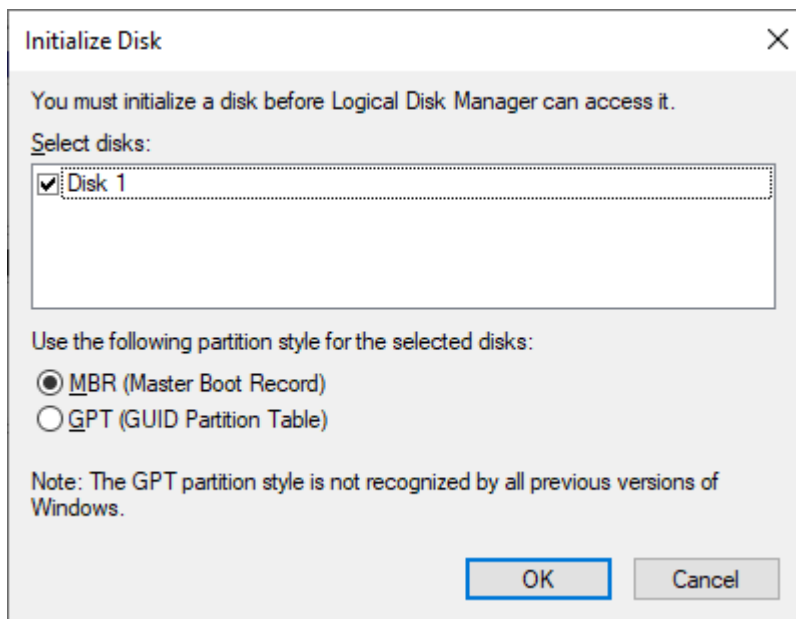 Initialize Disk
You must initialize a disk before Logical Disk Manager can access it.
Select disks:
Disk 1
Use the following partition style for the selected disks:
MBR (Master Boot Record)
GPT (GUID Partition Table)
Note: The GPT partition style is not recognized by all previous versions of
Windows.
OK
Cancel